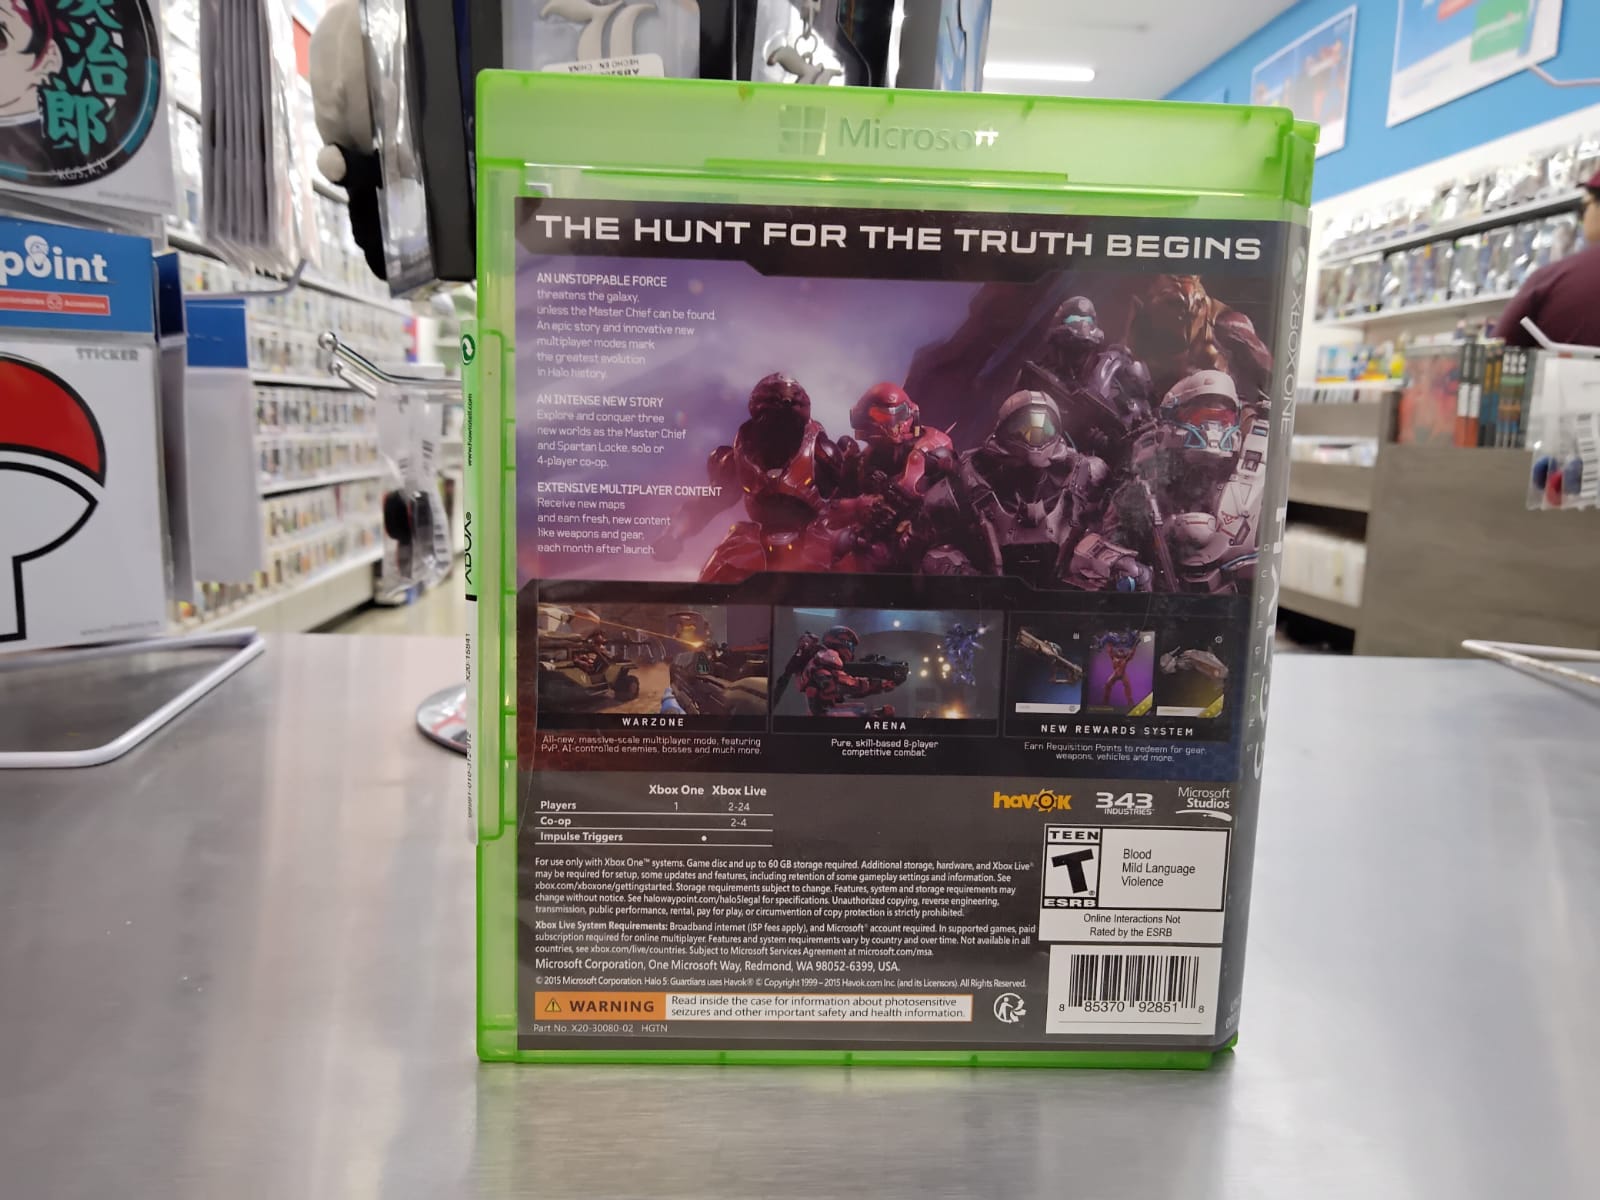 Microsoft
THE HUNT FOR THE TRUTH BEGINS
AN UNSTOPPABLE FORCE
threatens the galaxy,
unless the Master Chief can be found.
An epic story and innovative new
multiplayer modes mark
the greatest evolution
in Halo history.
AN INTENSE NEW STORY
Explore and conquer three
new worlds as the Master Chief
and Spartan Locke, solo or
4-player co-op.
EXTENSIVE MULTIPLAYER CONTENT
Receive new maps
and earn fresh, new content
like weapons and gear,
each month after launch.
WARZONE
All-new, massive-scale multiplayer mode, featuring
PvP, AI-controlled enemies, bosses and much more.
ARENA
Pure, skill-based 8-player
competitive combat.
NEW REWARDS SYSTEM
Earn Requisition Points to redeem for gear,
weapons, vehicles and more.
Xbox One Xbox Live
Players 1 2-24
Co-op 2-4
Impulse Triggers •
havok
343
INDUSTRIES™
Microsoft
Studios
For use only with Xbox One™ systems. Game disc and up to 60 GB storage required. Additional storage, hardware, and Xbox Live®
may be required for setup, some updates and features, including retention of some gameplay settings and information. See
xbox.com/xboxone/gettingstarted. Storage requirements subject to change. Features, system and storage requirements may
change without notice. See halowaypoint.com/halo5legal for specifications. Unauthorized copying, reverse engineering,
transmission, public performance, rental, pay for play, or circumvention of copy protection is strictly prohibited.
Xbox Live System Requirements: Broadband internet (ISP fees apply), and Microsoft® account required. In supported games, paid
subscription required for online multiplayer. Features and system requirements vary by country and over time. Not available in all
countries, see xbox.com/live/countries. Subject to Microsoft Services Agreement at microsoft.com/msa.
Microsoft Corporation, One Microsoft Way, Redmond, WA 98052-6399, USA.
© 2015 Microsoft Corporation. Halo 5: Guardians uses Havok® © Copyright 1999–2015 Havok.com Inc. (and its Licensors). All Rights Reserved.
WARNING
Read inside the case for information about photosensitive
seizures and other important safety and health information.
Part No. X20-30080-02 HGTN
TEEN
T
ESRB
Blood
Mild Language
Violence
Online Interactions Not
Rated by the ESRB
8 85370 92851 8
XBOX ONE
HALO 5
GUARDIANS
XBOX
X20-15841
HECHO EN CHINA
治
郎
STICKER